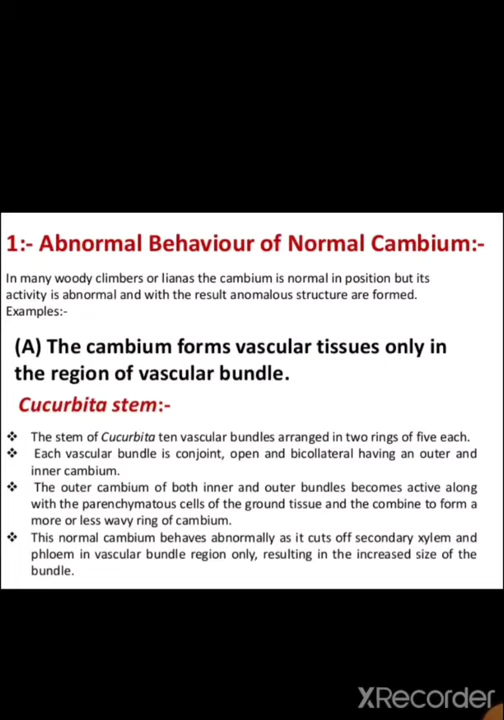 1:- Abnormal Behaviour of Normal Cambium:-
In many woody climbers or lianas the cambium is normal in position but its
activity is abnormal and with the result anomalous structure are formed.
Examples:-
(A) The cambium forms vascular tissues only in
the region of vascular bundle.
Cucurbita stem:-
❖ The stem of Cucurbita ten vascular bundles arranged in two rings of five each.
❖ Each vascular bundle is conjoint, open and bicollateral having an outer and
inner cambium.
❖ The outer cambium of both inner and outer bundles becomes active along
with the parenchymatous cells of the ground tissue and the combine to form a
more or less wavy ring of cambium.
❖ This normal cambium behaves abnormally as it cuts off secondary xylem and
phloem in vascular bundle region only, resulting in the increased size of the
bundle.
XRecorder